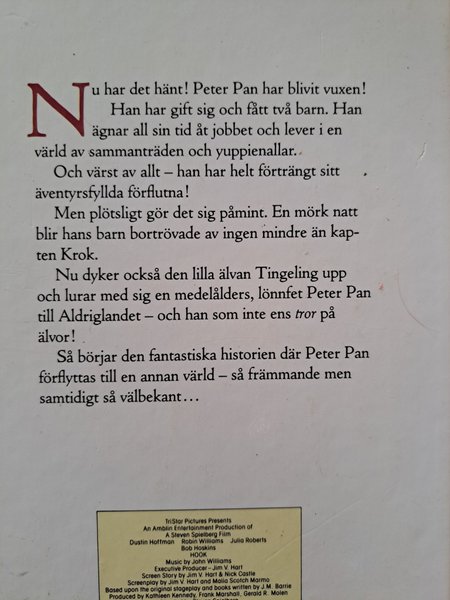 Nu har det hänt! Peter Pan har blivit vuxen!
Han har gift sig och fått två barn. Han
ägnar all sin tid åt jobbet och lever i en
värld av sammanträden och yuppienallar.
Och värst av allt – han har helt förträngt sitt
äventyrsfyllda förflutna!
Men plötsligt gör det sig påmint. En mörk natt
blir hans barn bortrövade av ingen mindre än kap-
ten Krok.
Nu dyker också den lilla älvan Tingeling upp
och lurar med sig en medelålders, lönnfet Peter Pan
till Aldriglandet – och han som inte ens tror på
älvor!
Så börjar den fantastiska historien där Peter Pan
förflyttas till en annan värld – så främmande men
samtidigt så välbekant...
TriStar Pictures Presents
An Amblin Entertainment Production of
A Steven Spielberg Film
Dustin Hoffman Robin Williams Julia Roberts
Bob Hoskins
HOOK
Music by John Williams
Executive Producer – Jim V. Hart
Screen Story by Jim V. Hart & Nick Castle
Screenplay by Jim V. Hart and Malia Scotch Marmo
Based upon the original stageplay and books written by J.M. Barrie
Produced by Kathleen Kennedy, Frank Marshall, Gerald R. Molen